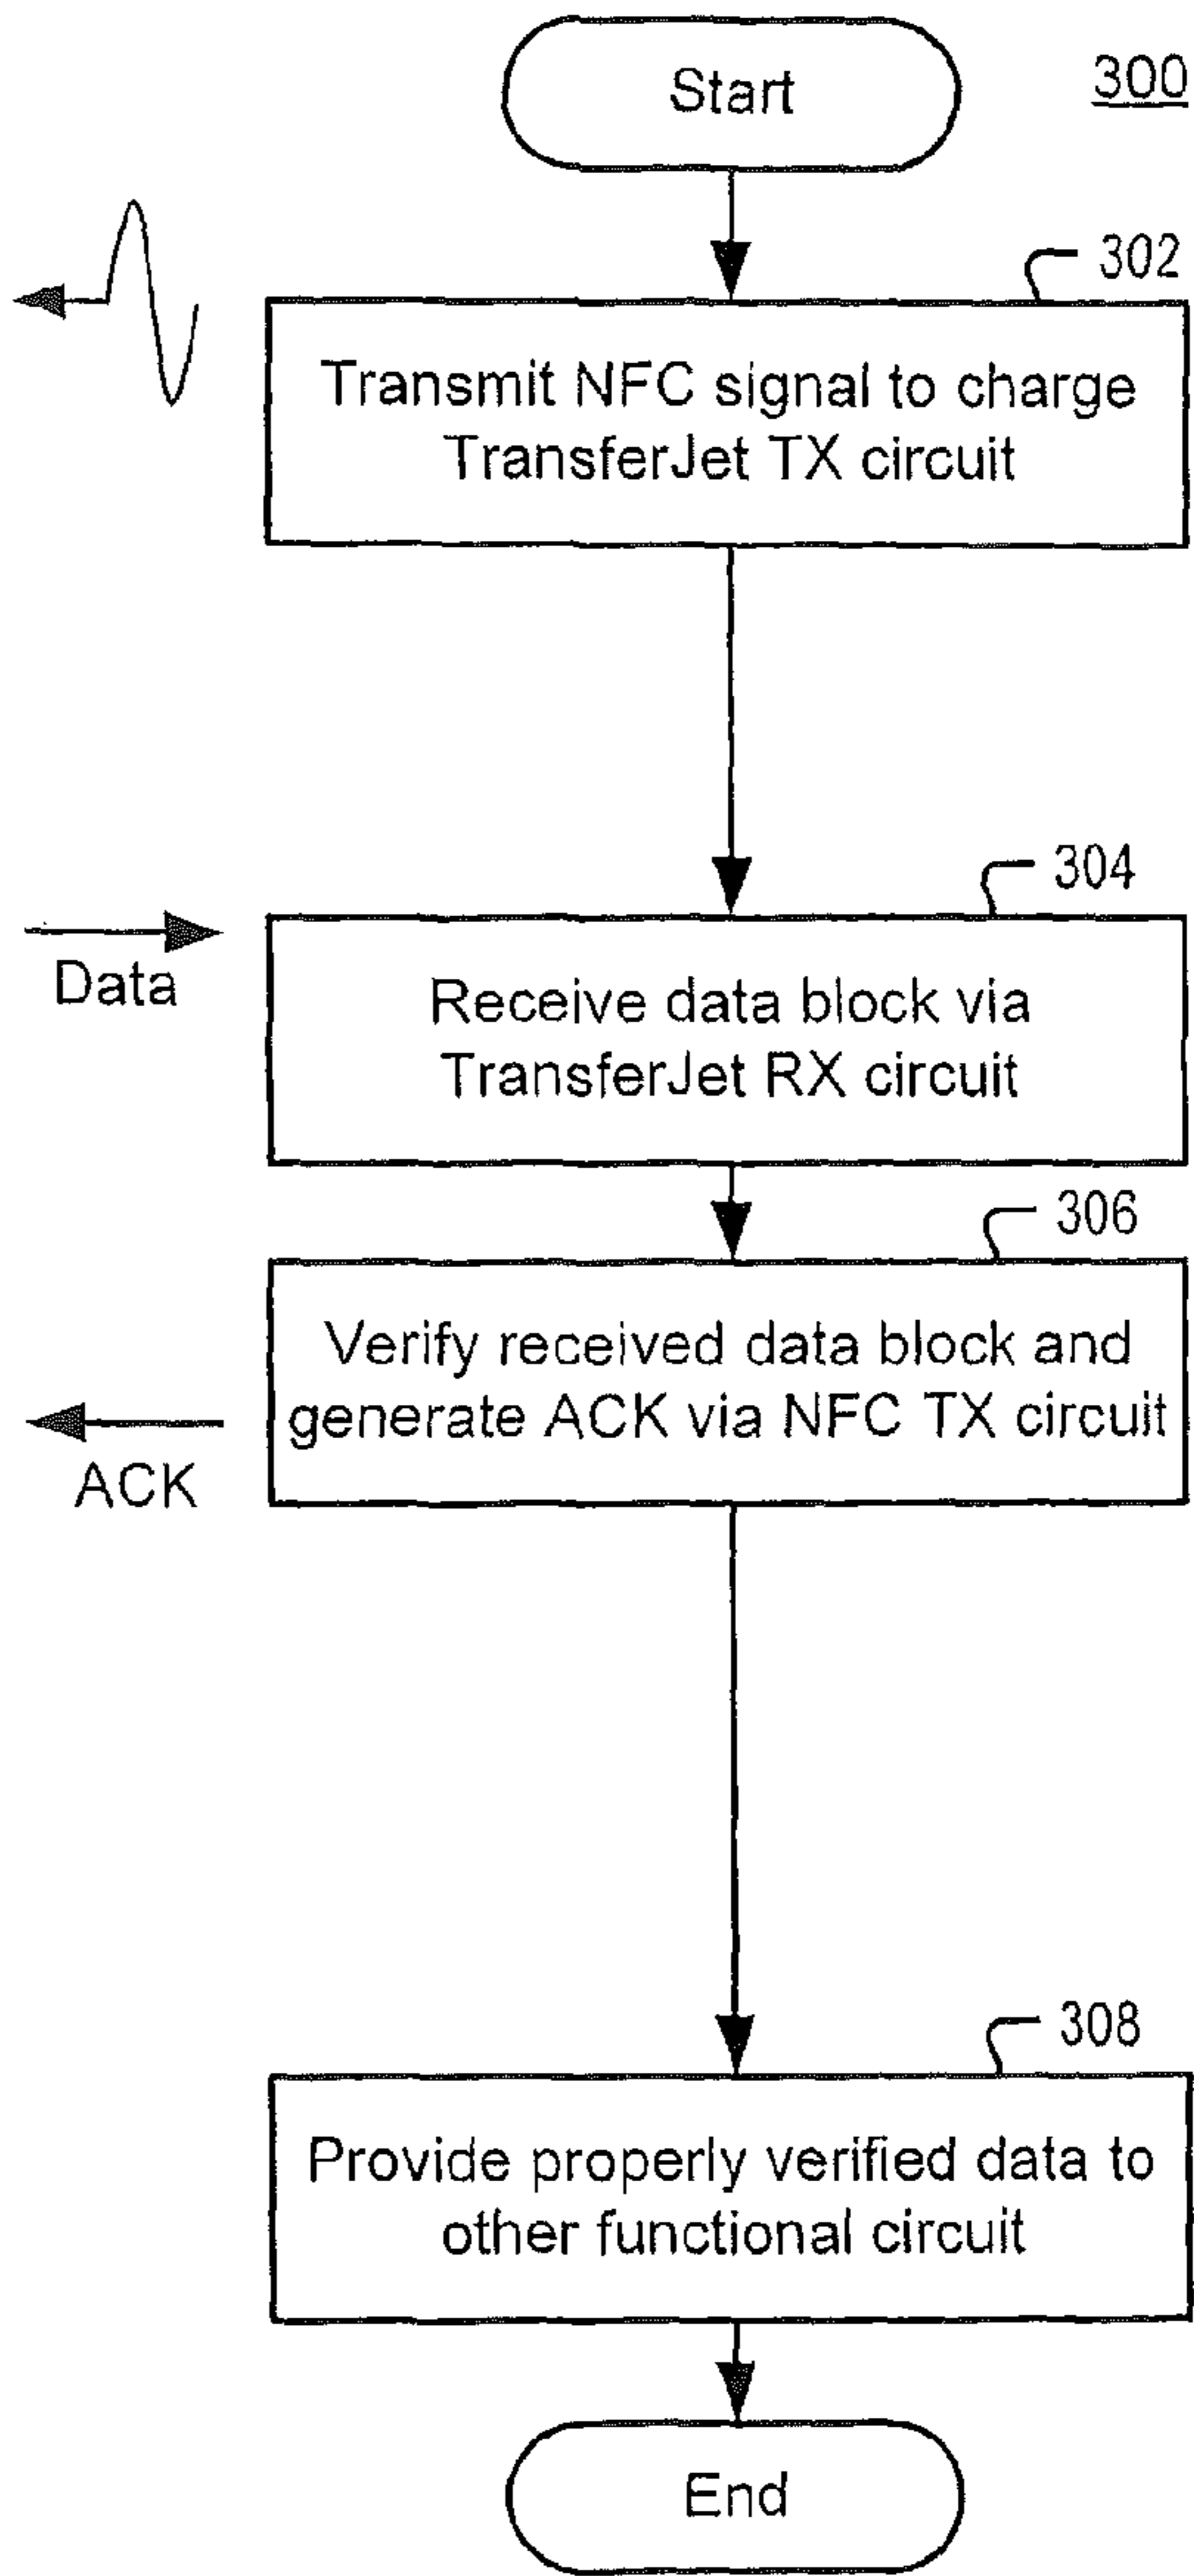 Start
300
302
Transmit NFC signal to charge
TransferJet TX circuit
304
Data
Receive data block via
TransferJet RX circuit
306
Verify received data block and
generate ACK via NFC TX circuit
ACK
308
Provide properly verified data to
other functional circuit
End